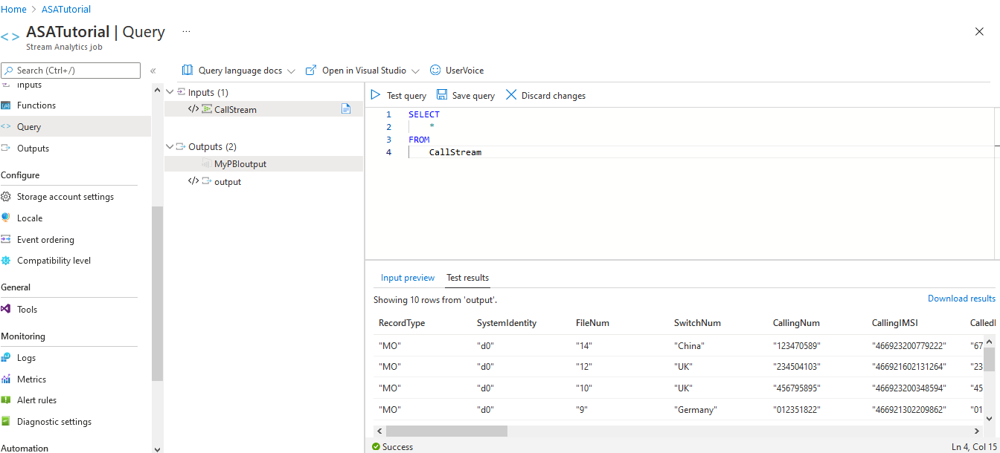 Home > ASATutorial
<> ASATutorial | Query ...
Stream Analytics job
Search (Ctrl+/) «
Inputs
Functions
Query
Outputs
Configure
Storage account settings
Locale
Event ordering
Compatibility level
General
Tools
Monitoring
Logs
Metrics
Alert rules
Diagnostic settings
Automation
Query language docs Open in Visual Studio UserVoice
Inputs (1)
</> CallStream
Outputs (2)
MyPBIoutput
</> output
Test query Save query Discard changes
1 SELECT
2 *
3 FROM
4 CallStream
Input preview Test results
Showing 10 rows from 'output'. Download results
RecordType SystemIdentity FileNum SwitchNum CallingNum CallingIMSI Called
"MO" "d0" "14" "China" "123470589" "466923200779222" "67
"MO" "d0" "12" "UK" "234504103" "466921602131264" "23
"MO" "d0" "10" "UK" "456795895" "466923200348594" "45
"MO" "d0" "9" "Germany" "012351822" "466921302209862" "01
Success Ln 4, Col 15